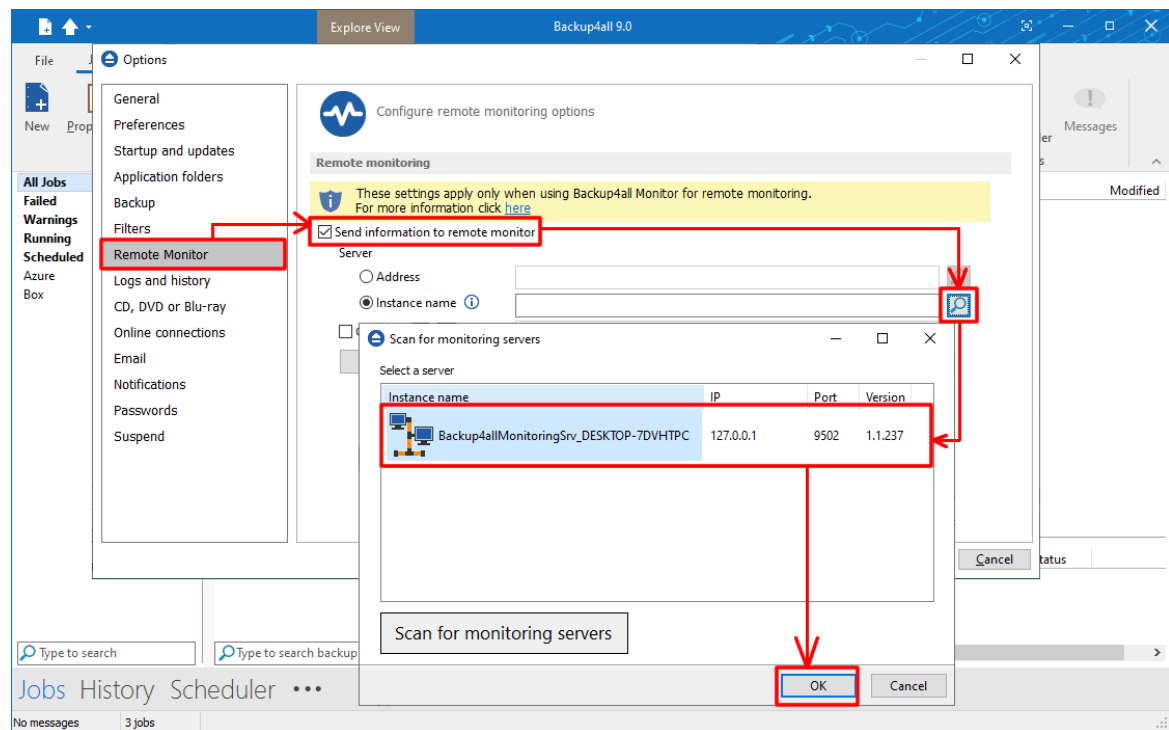 Explore View
Backup4all 9.0
File
Options
New
Messages
General
Preferences
Startup and updates
Application folders
Backup
Filters
Remote Monitor
Logs and history
CD, DVD or Blu-ray
Online connections
Email
Notifications
Passwords
Suspend
Configure remote monitoring options
Remote monitoring
These settings apply only when using Backup4all Monitor for remote monitoring.
For more information click here
Send information to remote monitor
Server
Address
Instance name
All Jobs
Failed
Warnings
Running
Scheduled
Azure
Box
Modified
Scan for monitoring servers
Select a server
Instance name IP Port Version
Backup4allMonitoringSrv_DESKTOP-7DVHTPC 127.0.0.1 9502 1.1.237
Scan for monitoring servers
OK Cancel
Cancel
Type to search
Type to search backup
Jobs History Scheduler
No messages 3 jobs